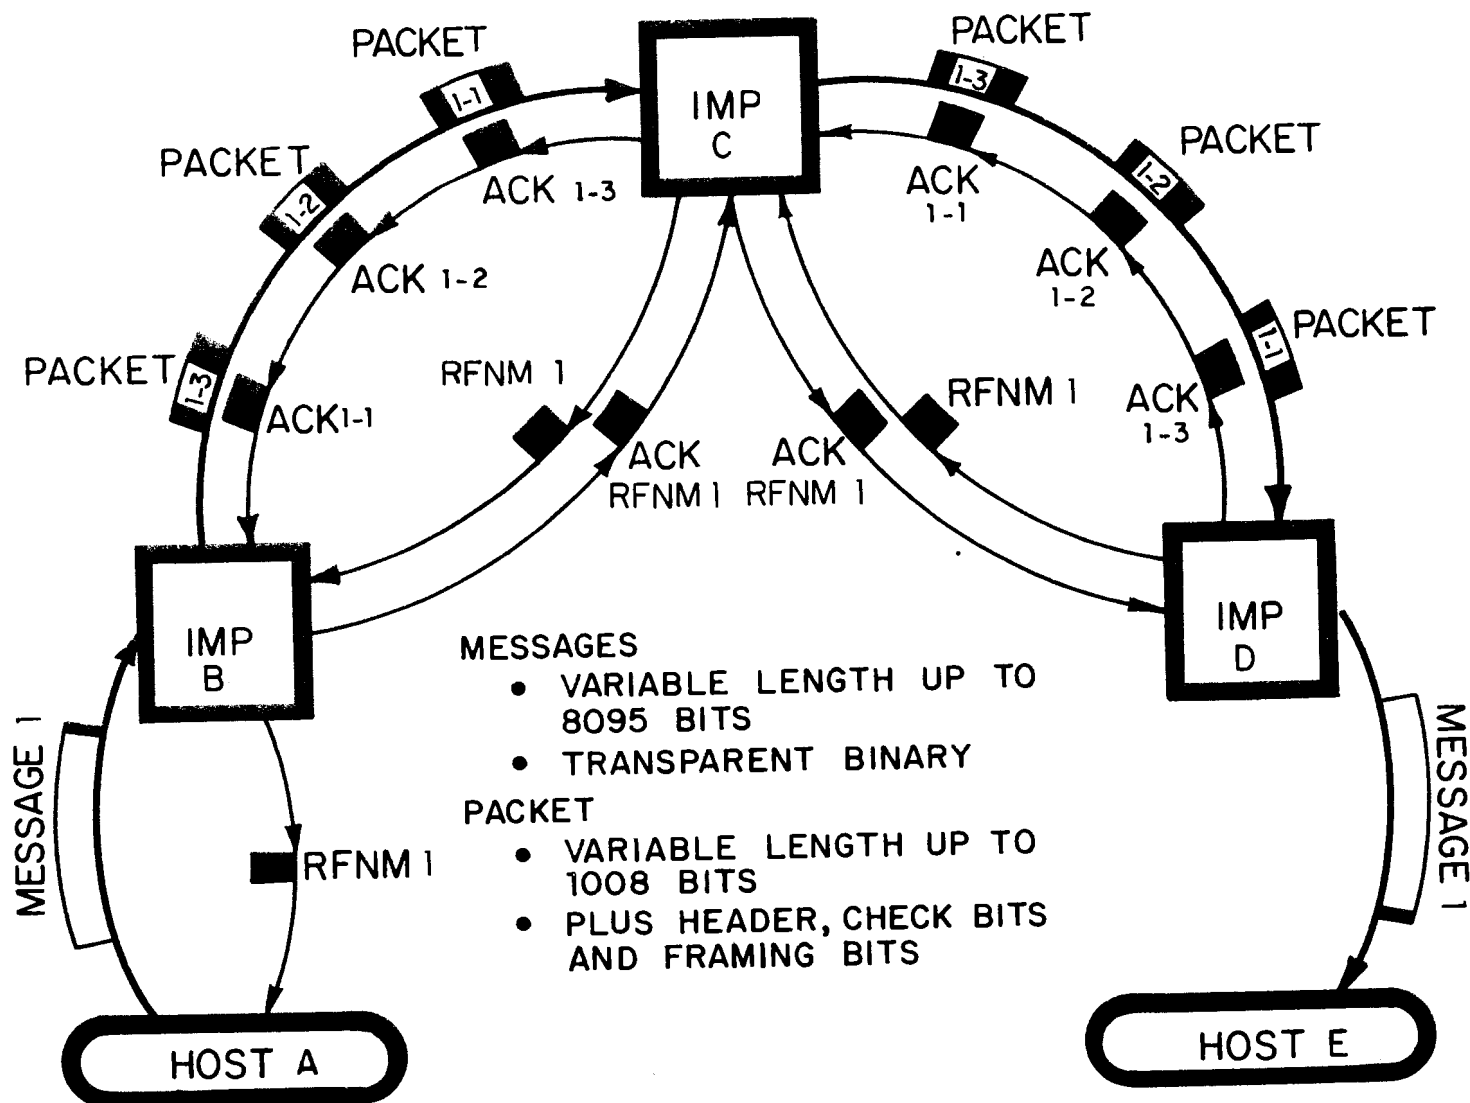 PACKET
1-1
PACKET
1-2
PACKET
1-3
IMP
C
PACKET
1-3
PACKET
1-2
PACKET
1-1
ACK 1-3
ACK 1-2
ACK 1-1
ACK
1-1
ACK
1-2
ACK
1-3
RFNM 1
ACK
RFNM 1
ACK
RFNM 1
RFNM 1
IMP
B
IMP
D
MESSAGE 1
RFNM 1
MESSAGES
• VARIABLE LENGTH UP TO
8095 BITS
• TRANSPARENT BINARY
PACKET
• VARIABLE LENGTH UP TO
1008 BITS
• PLUS HEADER, CHECK BITS
AND FRAMING BITS
MESSAGE 1
HOST A
HOST E